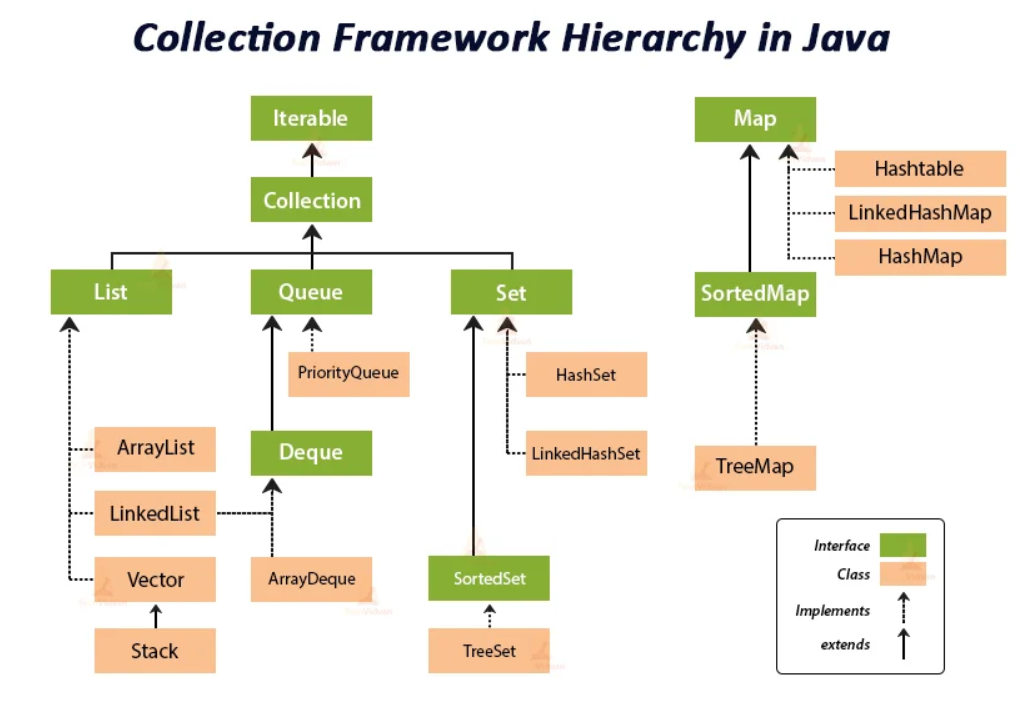 Collection Framework Hierarchy in Java
Iterable
Collection
List
Queue
Set
PriorityQueue
HashSet
ArrayList
Deque
LinkedHashSet
LinkedList
Vector
ArrayDeque
SortedSet
Stack
TreeSet
Map
Hashtable
LinkedHashMap
HashMap
SortedMap
TreeMap
Interface
Class
Implements
extends